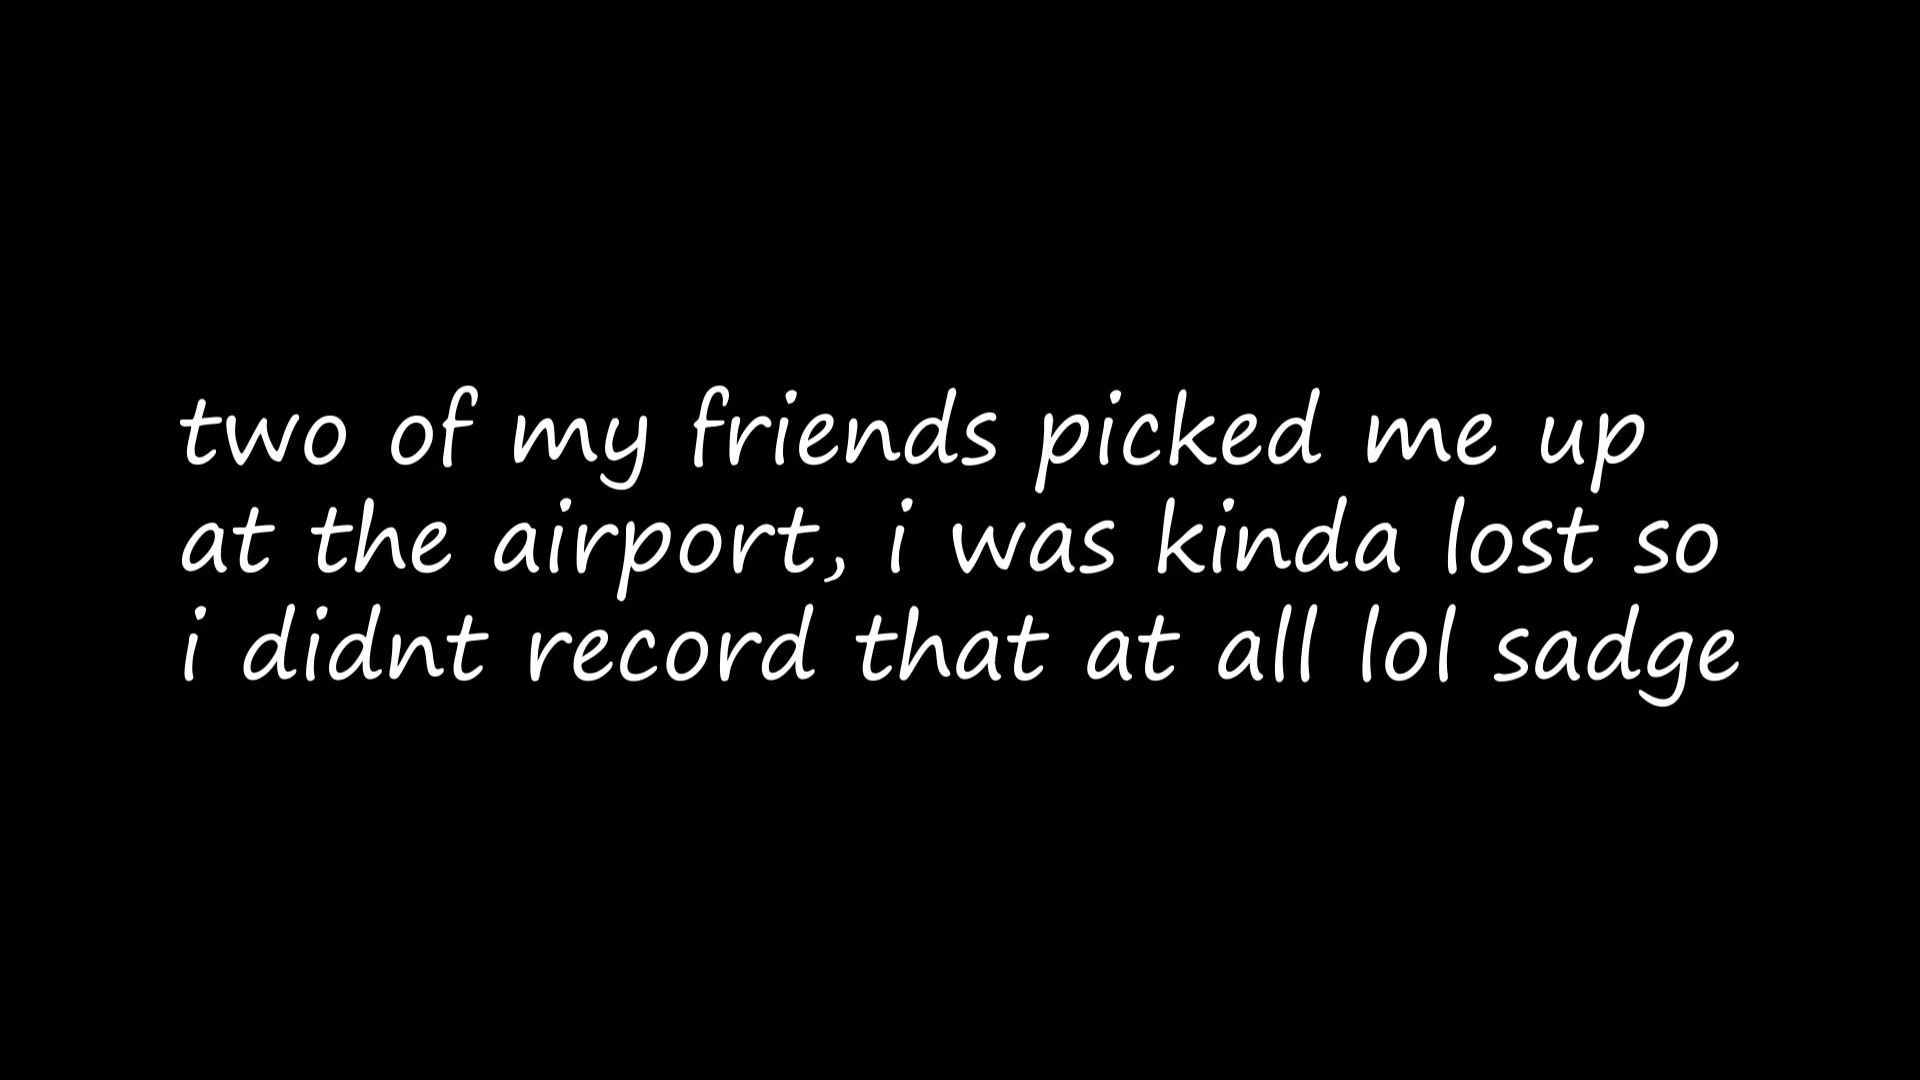 two of my friends picked me up
at the airport, i was kinda lost so
i didnt record that at all lol sadge